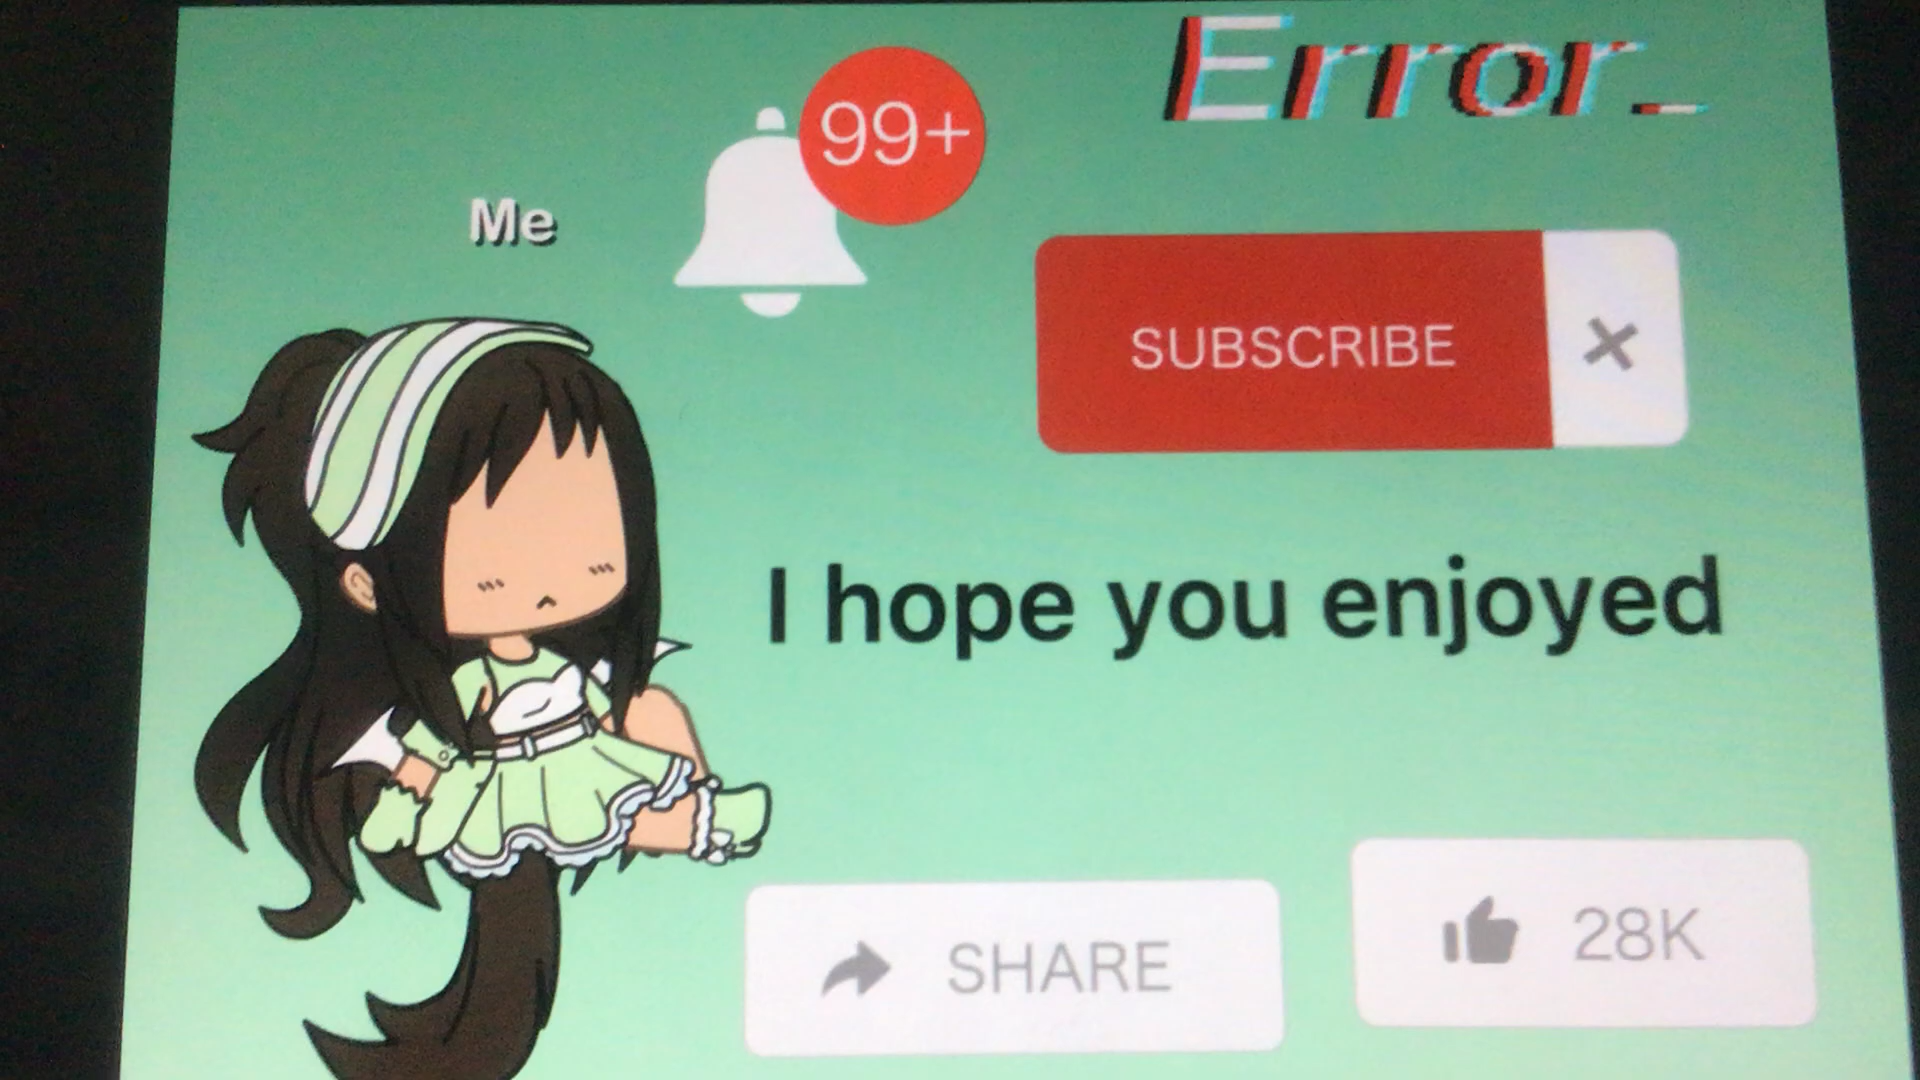 Error_
99+
Me
SUBSCRIBE
I hope you enjoyed
SHARE
28K